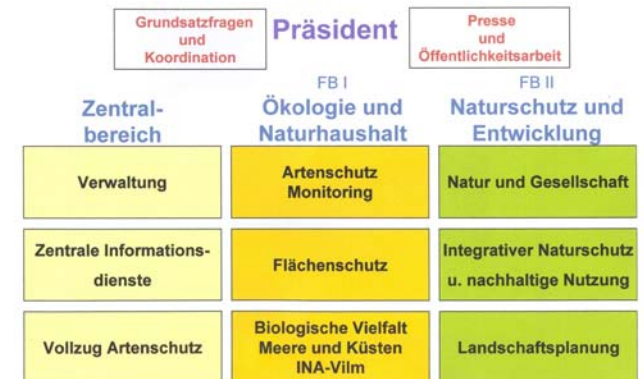 Grundsatzfragen
und
Koordination
Präsident
Presse
und
Öffentlichkeitsarbeit
Zentral-
bereich
FB I
Ökologie und
Naturhaushalt
FB II
Naturschutz und
Entwicklung
Verwaltung
Artenschutz
Monitoring
Natur und Gesellschaft
Zentrale Informations-
dienste
Flächenschutz
Integrativer Naturschutz
u. nachhaltige Nutzung
Vollzug Artenschutz
Biologische Vielfalt
Meere und Küsten
INA-Vilm
Landschaftsplanung